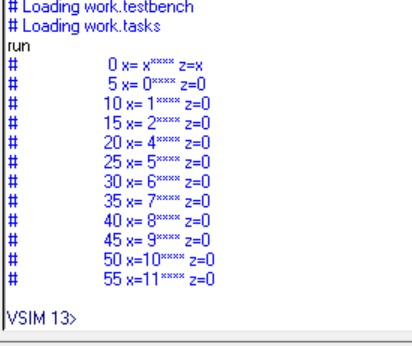 # Loading work.testbench
# Loading work.tasks
run
# 0 x= x**** z=x
# 5 x= 0**** z=0
# 10 x= 1**** z=0
# 15 x= 2**** z=0
# 20 x= 4**** z=0
# 25 x= 5**** z=0
# 30 x= 6**** z=0
# 35 x= 7**** z=0
# 40 x= 8**** z=0
# 45 x= 9**** z=0
# 50 x=10**** z=0
# 55 x=11**** z=0
VSIM 13>